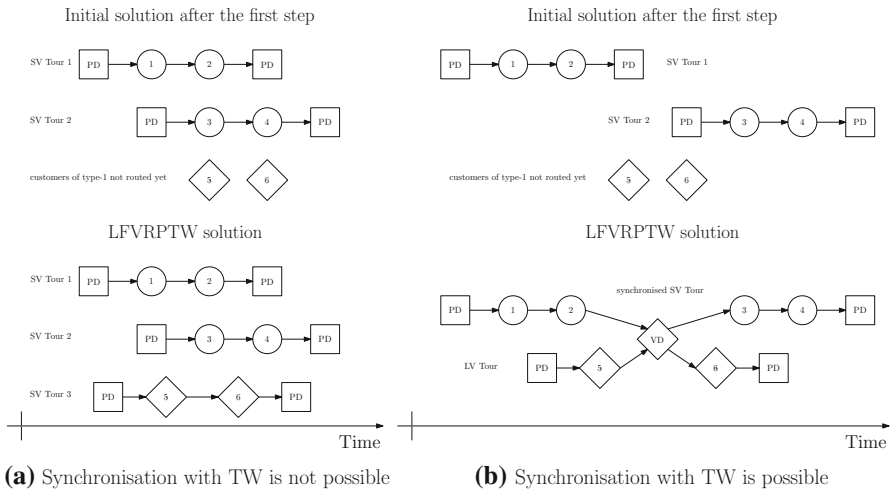 Initial solution after the first step
SV Tour 1 PD 1 2 PD
SV Tour 2 PD 3 4 PD
customers of type-1 not routed yet 5 6
LFVRPTW solution
SV Tour 1 PD 1 2 PD
SV Tour 2 PD 3 4 PD
SV Tour 3 PD 5 6 PD
Time
(a) Synchronisation with TW is not possible
Initial solution after the first step
PD 1 2 PD SV Tour 1
SV Tour 2 PD 3 4 PD
customers of type-1 not routed yet 5 6
LFVRPTW solution
synchronised SV Tour
PD 1 2 3 4 PD
VD
LV Tour PD 5 6 PD
Time
(b) Synchronisation with TW is possible